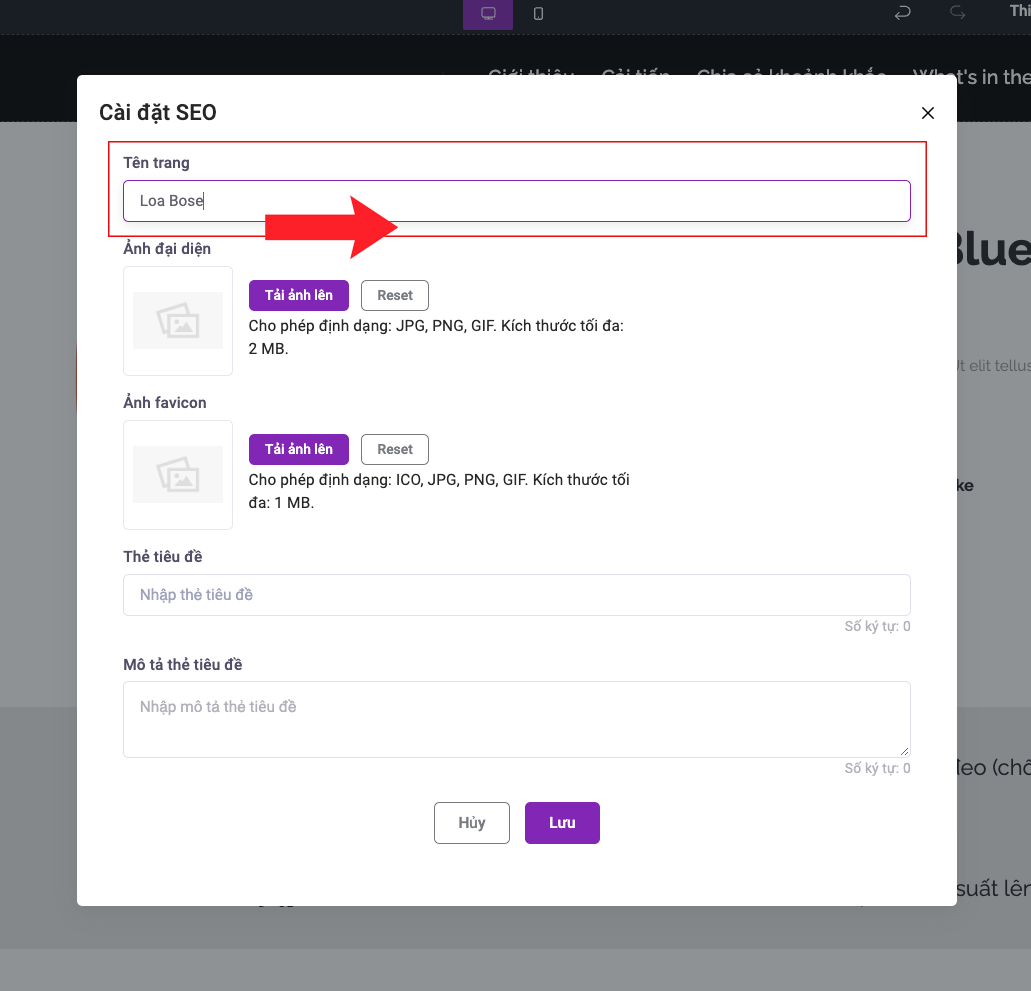 Thi
Giới thiệu Cải tiến Chia sẻ khoảnh khắc What's in the
Cài đặt SEO
Tên trang
Loa Bose
Blue
Ảnh đại diện
Tải ảnh lên Reset
Cho phép định dạng: JPG, PNG, GIF. Kích thước tối đa:
2 MB.
Ut elit tellus
Ảnh favicon
Tải ảnh lên Reset
Cho phép định dạng: ICO, JPG, PNG, GIF. Kích thước tối
đa: 1 MB.
ke
Thẻ tiêu đề
Nhập thẻ tiêu đề
Số ký tự: 0
Mô tả thẻ tiêu đề
Nhập mô tả thẻ tiêu đề
Số ký tự: 0
đeo (chố
Hủy Lưu
suất lên